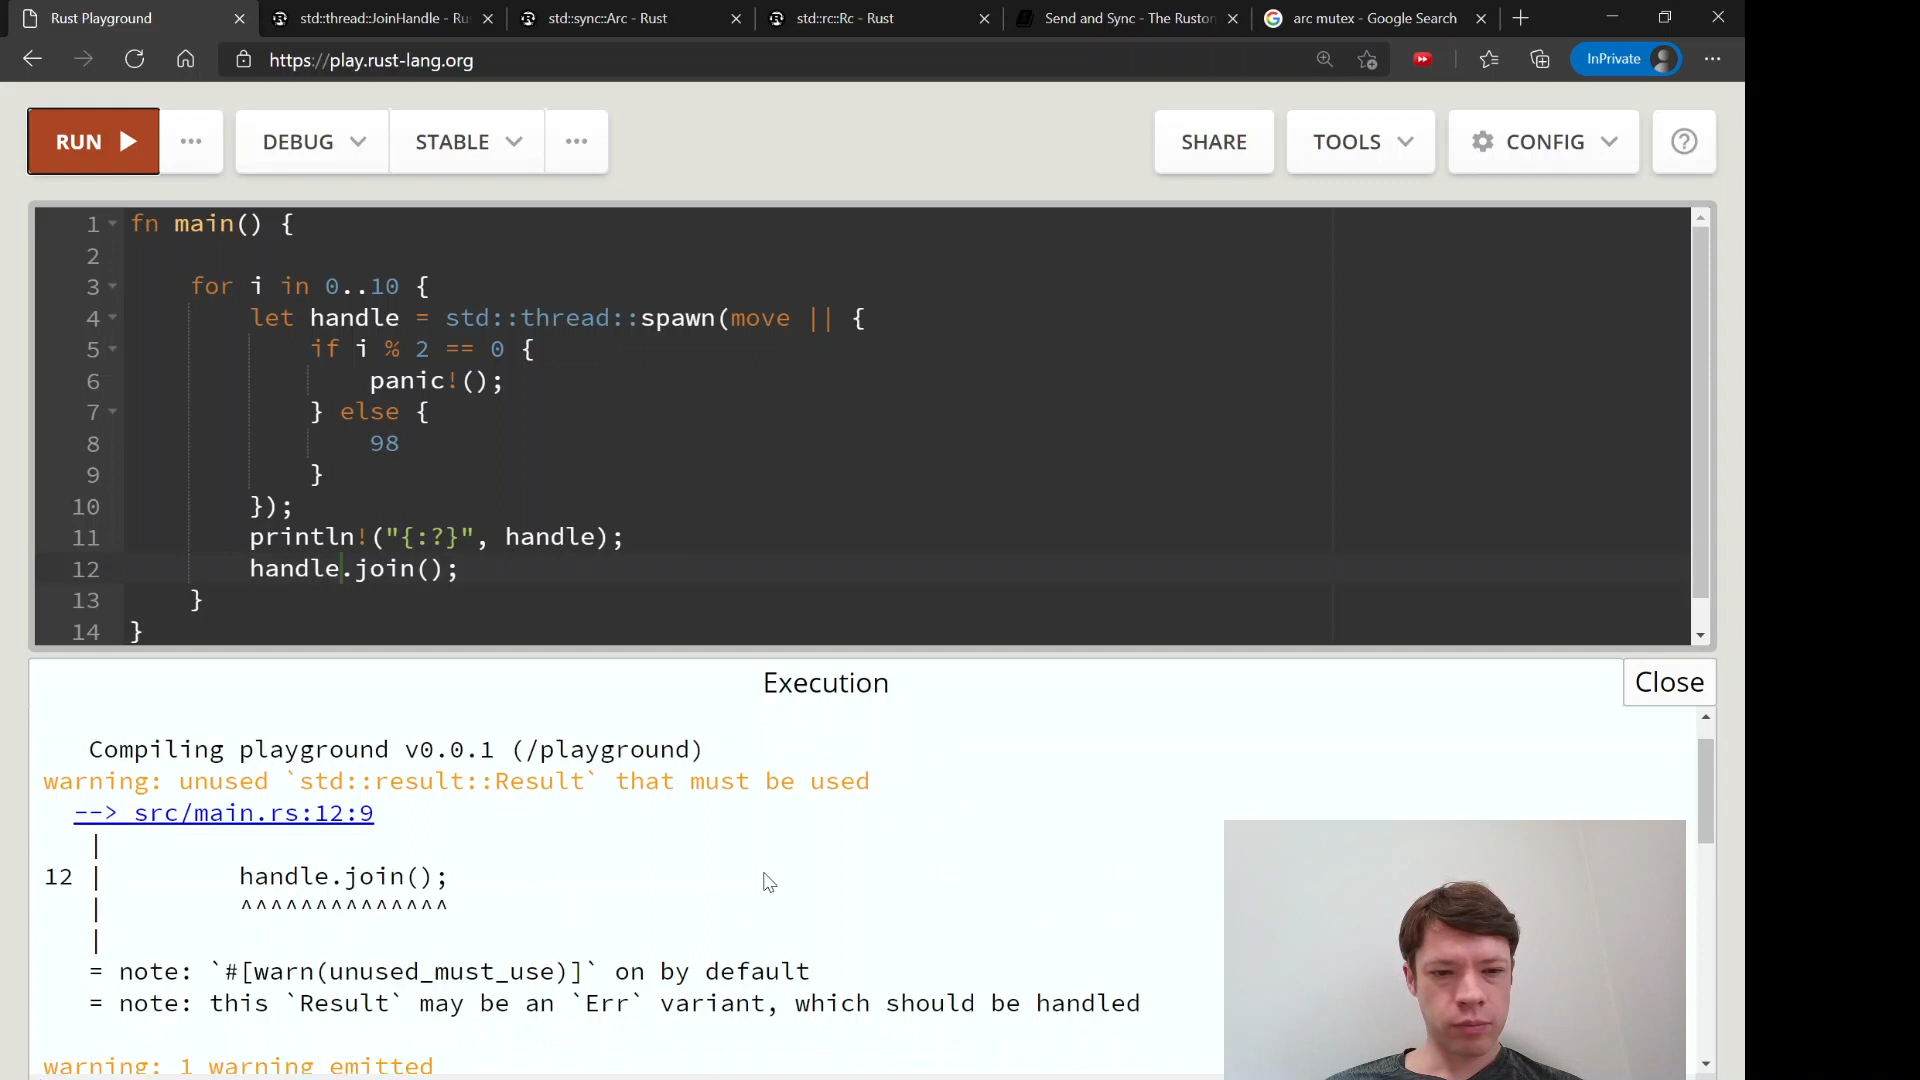 Rust Playground
std::thread::JoinHandle - Ru
std::sync::Arc - Rust
std::rc::Rc - Rust
Send and Sync - The Ruston
arc mutex - Google Search
https://play.rust-lang.org
InPrivate
RUN
DEBUG
STABLE
SHARE
TOOLS
CONFIG
1 fn main() {
2
3 for i in 0..10 {
4 let handle = std::thread::spawn(move || {
5 if i % 2 == 0 {
6 panic!();
7 } else {
8 98
9 }
10 });
11 println!("{:?}", handle);
12 handle.join();
13 }
14 }
Execution
Close
Compiling playground v0.0.1 (/playground)
warning: unused `std::result::Result` that must be used
--> src/main.rs:12:9
|
12 | handle.join();
| ^^^^^^^^^^^^^^
|
= note: `#[warn(unused_must_use)]` on by default
= note: this `Result` may be an `Err` variant, which should be handled
warning: 1 warning emitted